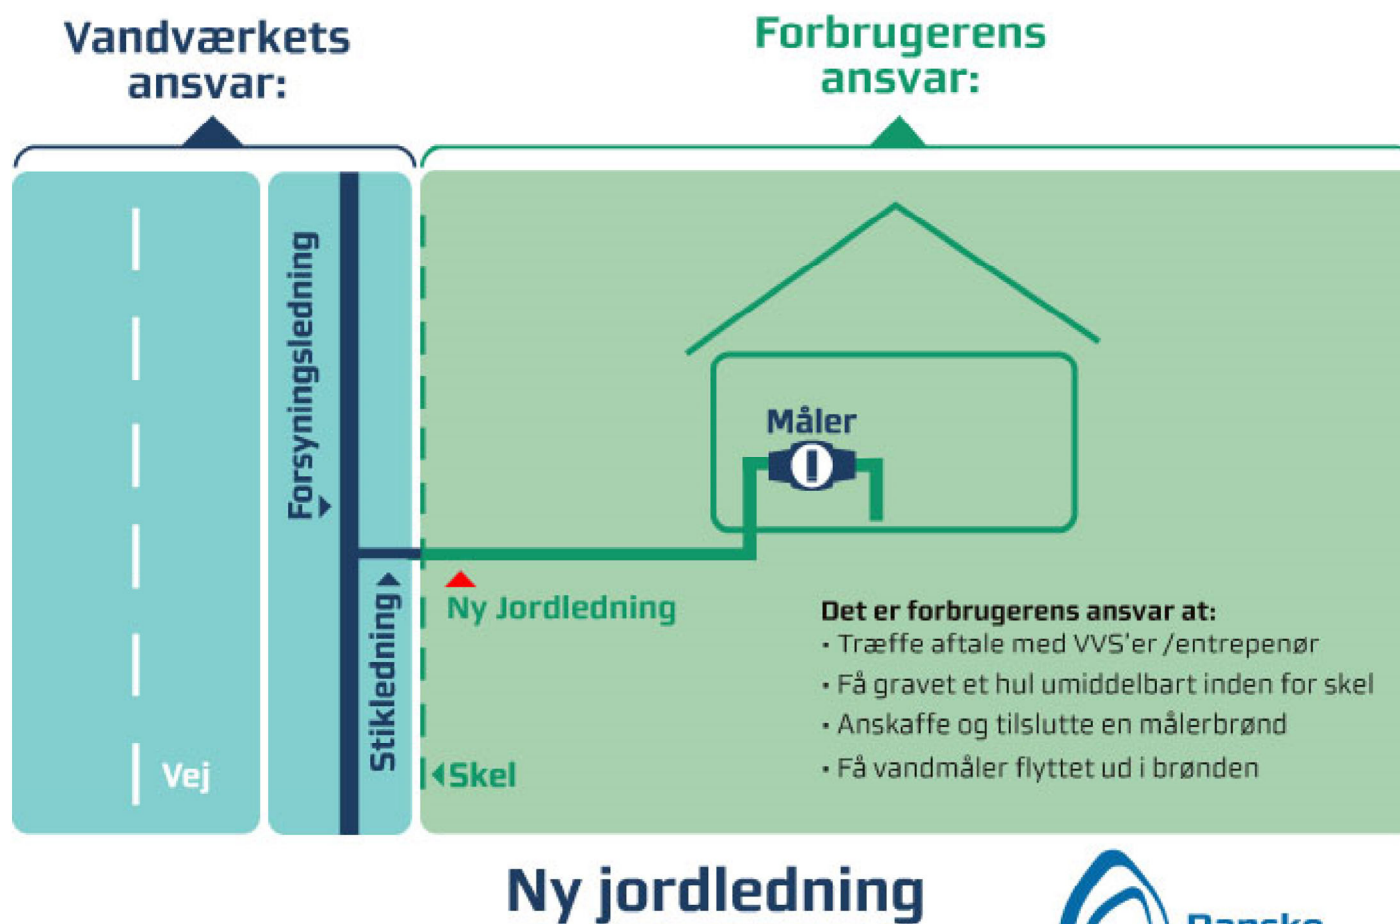 Vandværkets
ansvar:
Forbrugerens
ansvar:
Forsyningsledning
Måler
Stikledning
Ny Jordledning
Vej
Skel
Det er forbrugerens ansvar at:
• Træffe aftale med VVS'er /entrepenør
• Få gravet et hul umiddelbart inden for skel
• Anskaffe og tilslutte en målerbrønd
• Få vandmåler flyttet ud i brønden
Ny jordledning
Danske